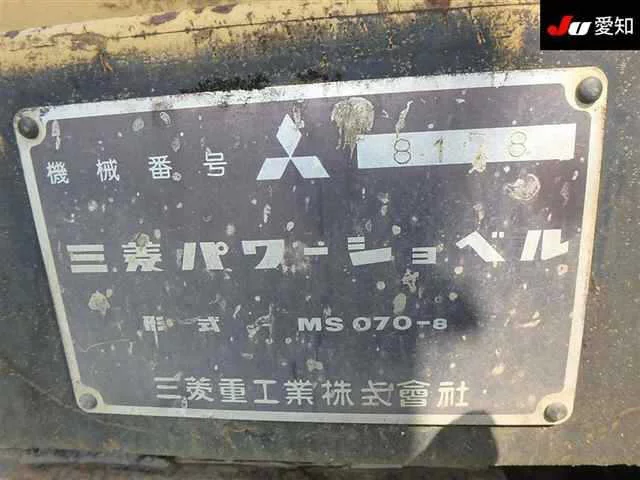 JU 愛知
機械番号 8178
三菱パワーショベル
形式 MS070-8
三菱重工業株式會社